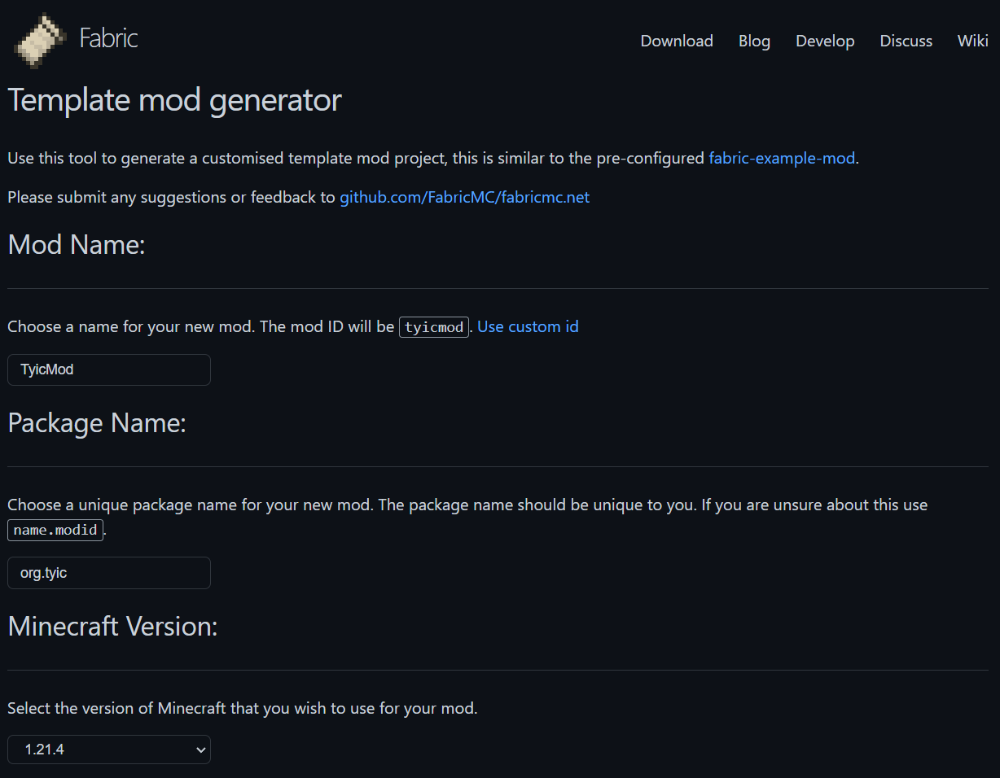 Fabric
Download Blog Develop Discuss Wiki
Template mod generator
Use this tool to generate a customised template mod project, this is similar to the pre-configured fabric-example-mod.
Please submit any suggestions or feedback to github.com/FabricMC/fabricmc.net
Mod Name:
Choose a name for your new mod. The mod ID will be tyicmod. Use custom id
TyicMod
Package Name:
Choose a unique package name for your new mod. The package name should be unique to you. If you are unsure about this use
name.modid.
org.tyic
Minecraft Version:
Select the version of Minecraft that you wish to use for your mod.
1.21.4